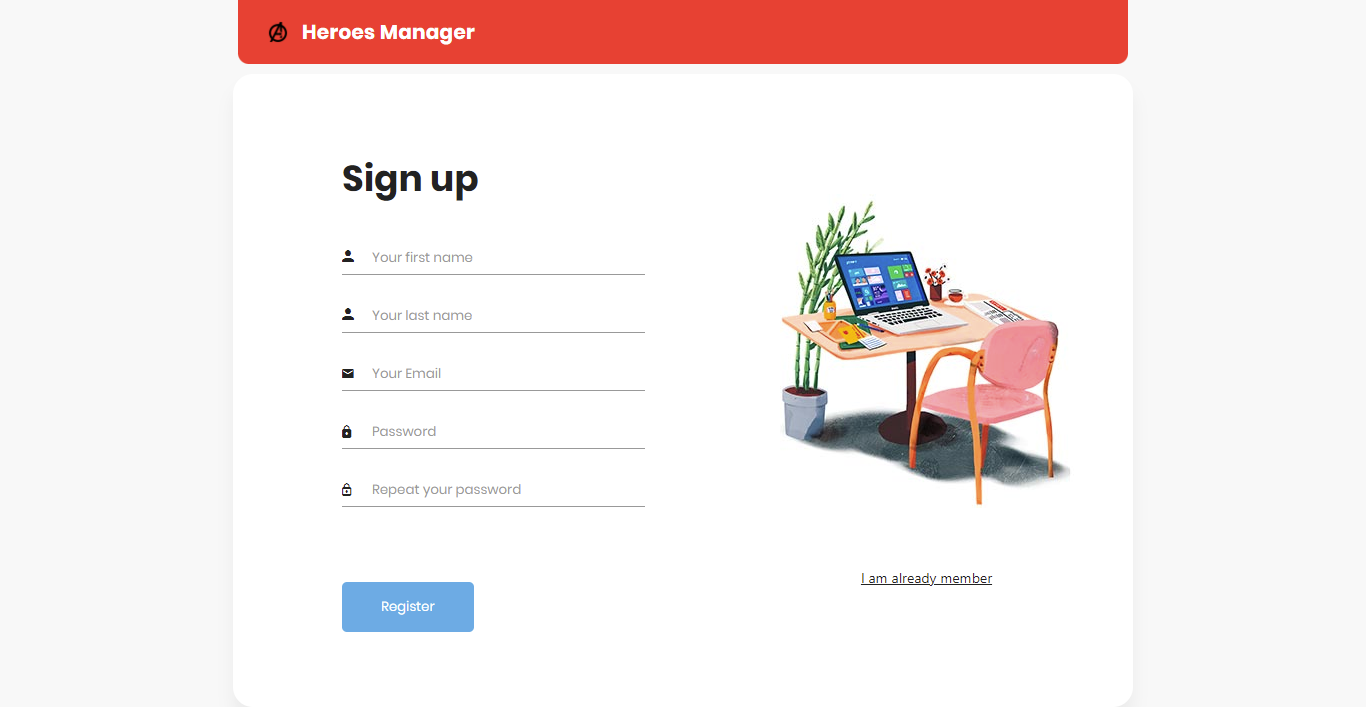 Heroes Manager
Sign up
Your first name
Your last name
Your Email
Password
Repeat your password
I am already member
Register